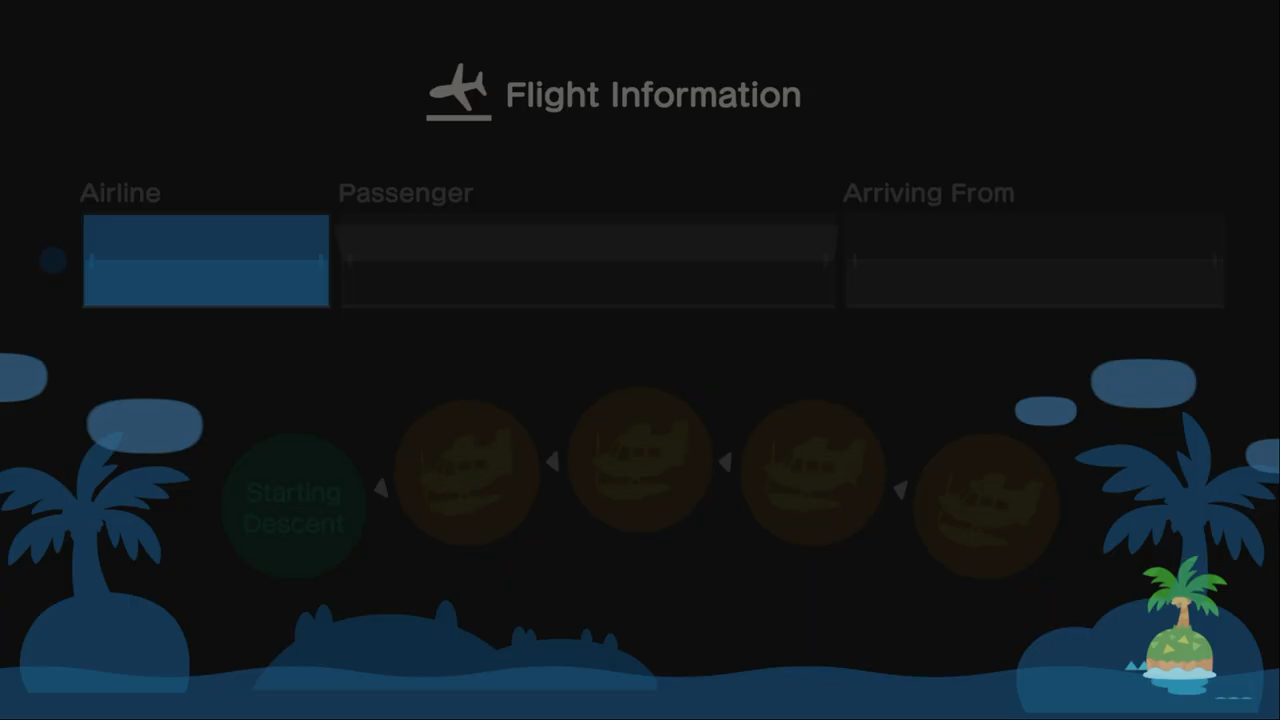 Flight Information
Airline
Passenger
Arriving From
Starting
Descent